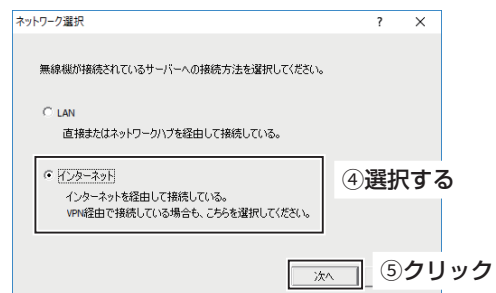 ネットワーク選択 ? ×
無線機が接続されているサーバーへの接続方法を選択してください。
LAN
直接またはネットワークハブを経由して接続している。
インターネット
インターネットを経由して接続している。
VPN経由で接続している場合も、こちらを選択してください。
④選択する
次へ
⑤クリック